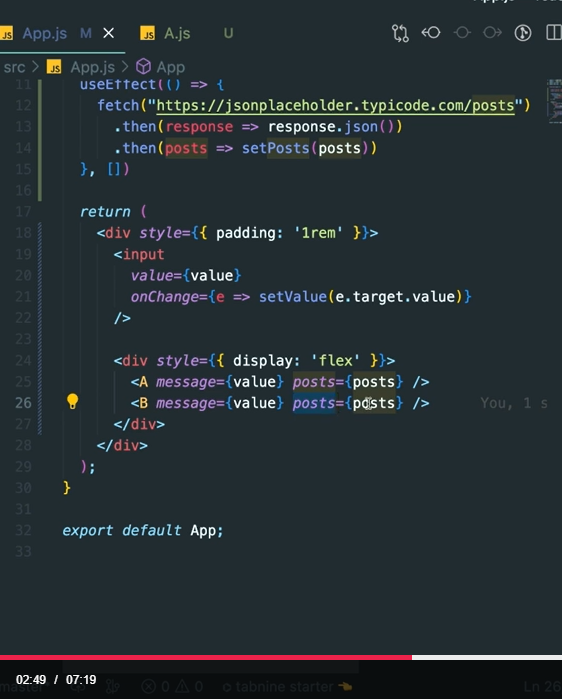 JS App.js M × JS A.js U
src > JS App.js > App
11 useEffect(() => {
12 fetch("https://jsonplaceholder.typicode.com/posts")
13 .then(response => response.json())
14 .then(posts => setPosts(posts))
15 }, [])
16
17 return (
18 <div style={{ padding: '1rem' }}>
19 <input
20 value={value}
21 onChange={e => setValue(e.target.value)}
22 />
23
24 <div style={{ display: 'flex' }}>
25 <A message={value} posts={posts} />
26 <B message={value} posts={posts} /> You, 1 s
27 </div>
28 </div>
29 );
30 }
31
32 export default App;
33
02:49 / 07:19
master 0 0 tabnine starter Ln 26